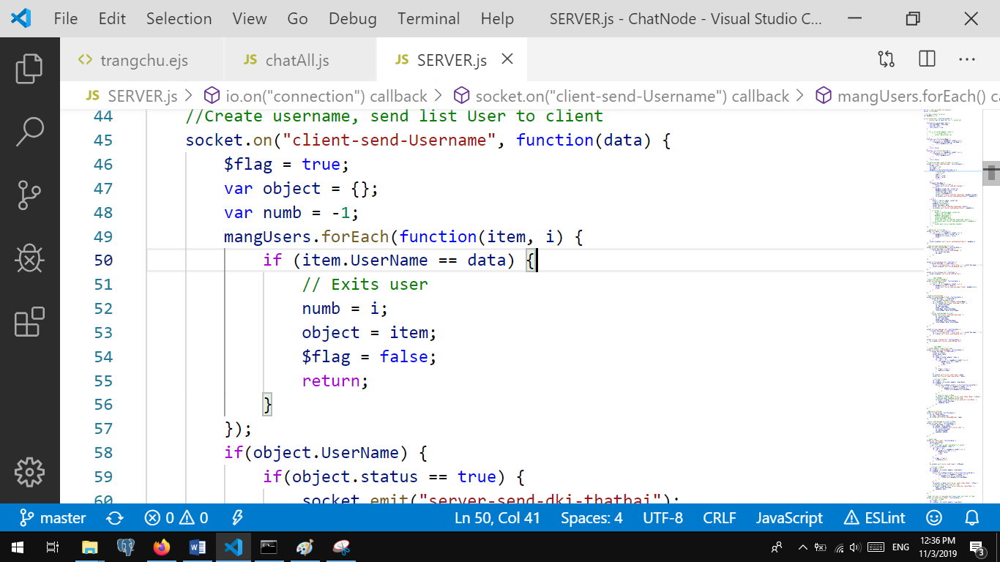 File Edit Selection View Go Debug Terminal Help SERVER.js - ChatNode - Visual Studio C...
trangchu.ejs JS chatAll.js JS SERVER.js
JS SERVER.js > io.on("connection") callback > socket.on("client-send-Username") callback > mangUsers.forEach() ca
44 //Create username, send list User to client
45 socket.on("client-send-Username", function(data) {
46 $flag = true;
47 var object = {};
48 var numb = -1;
49 mangUsers.forEach(function(item, i) {
50 if (item.UserName == data) {
51 // Exits user
52 numb = i;
53 object = item;
54 $flag = false;
55 return;
56 }
57 });
58 if(object.UserName) {
59 if(object.status == true) {
60 socket.emit("server-send-dki-thatbai");
master 0 0 Ln 50, Col 41 Spaces: 4 UTF-8 CRLF JavaScript ESLint
ENG 12:36 PM
11/3/2019 3